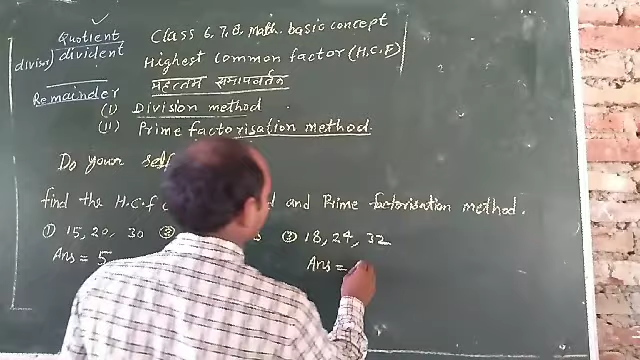 Quotient Class 6, 7, 8, Math. basic concept
divisor) divident Highest common factor (H.C.F)
महत्तम समापवर्तक
Remainder
(I) Division method
(II) Prime factorisation method.
Do your self
find the H.C.f and Prime factorisation method.
① 15, 20, 30 ② ③ 18, 24, 32
Ans = 5 Ans =